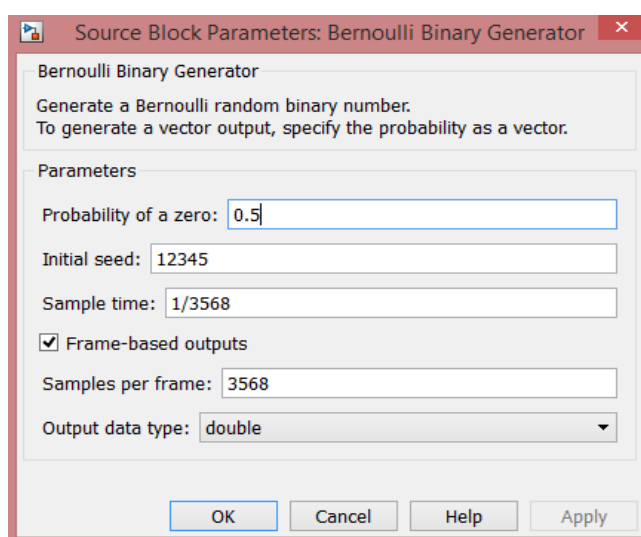 Source Block Parameters: Bernoulli Binary Generator
Bernoulli Binary Generator
Generate a Bernoulli random binary number.
To generate a vector output, specify the probability as a vector.
Parameters
Probability of a zero: 0.5
Initial seed: 12345
Sample time: 1/3568
Frame-based outputs
Samples per frame: 3568
Output data type: double
OK Cancel Help Apply